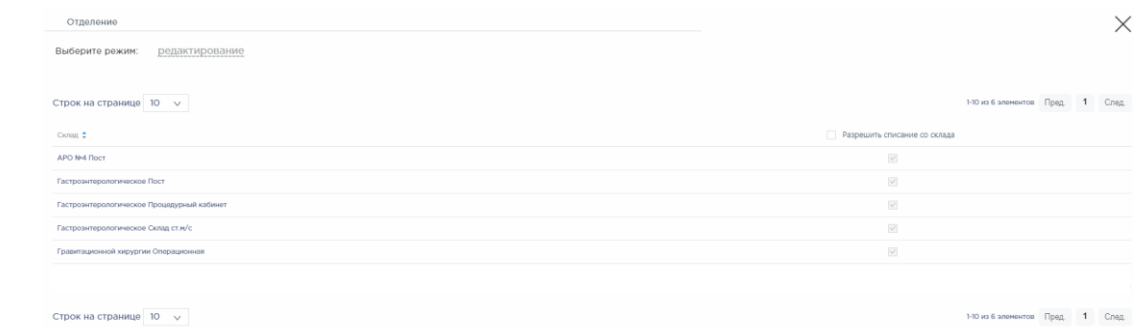 Отделение
Выберите режим: редактирование
Строк на странице 10 1-10 из 6 элементов Пред. 1 След.
Склад Разрешить списание со склада
АРО №4 Пост
Гастроэнтерологическое Пост
Гастроэнтерологическое Процедурный кабинет
Гастроэнтерологическое Склад ст.м/с
Гравитационной хирургии Операционная
Строк на странице 10 1-10 из 6 элементов Пред. 1 След.